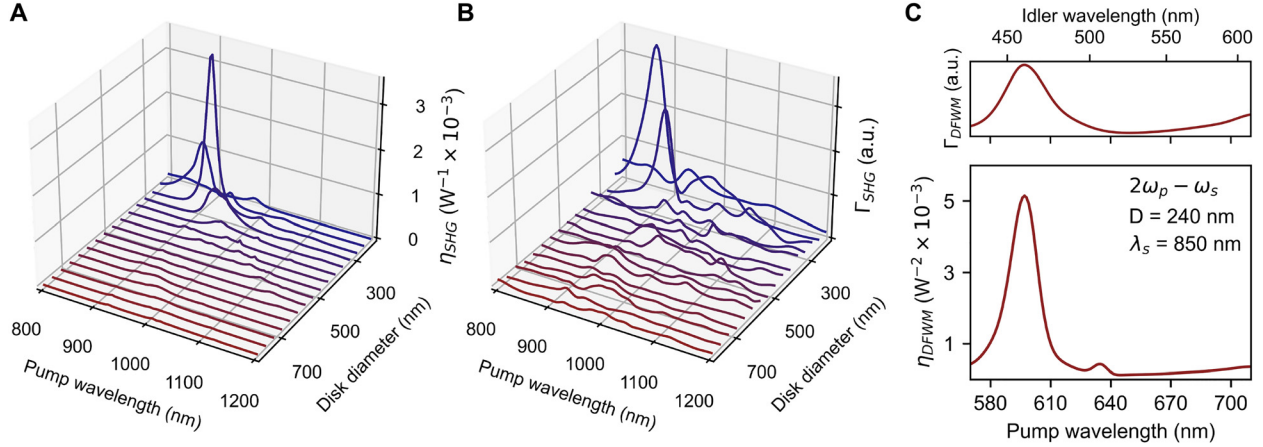 A
3
2
1
0
η_SHG (W⁻¹ × 10⁻³)
300
500
700
Disk diameter (nm)
800
900
1000
1100
1200
Pump wavelength (nm)
B
Γ_SHG (a.u.)
300
500
700
Disk diameter (nm)
800
900
1000
1100
1200
Pump wavelength (nm)
C
Idler wavelength (nm)
450 500 550 600
Γ_DFWM (a.u.)
2ω_p − ω_s
D = 240 nm
λ_s = 850 nm
5
3
1
η_DFWM (W⁻² × 10⁻³)
580 610 640 670 700
Pump wavelength (nm)